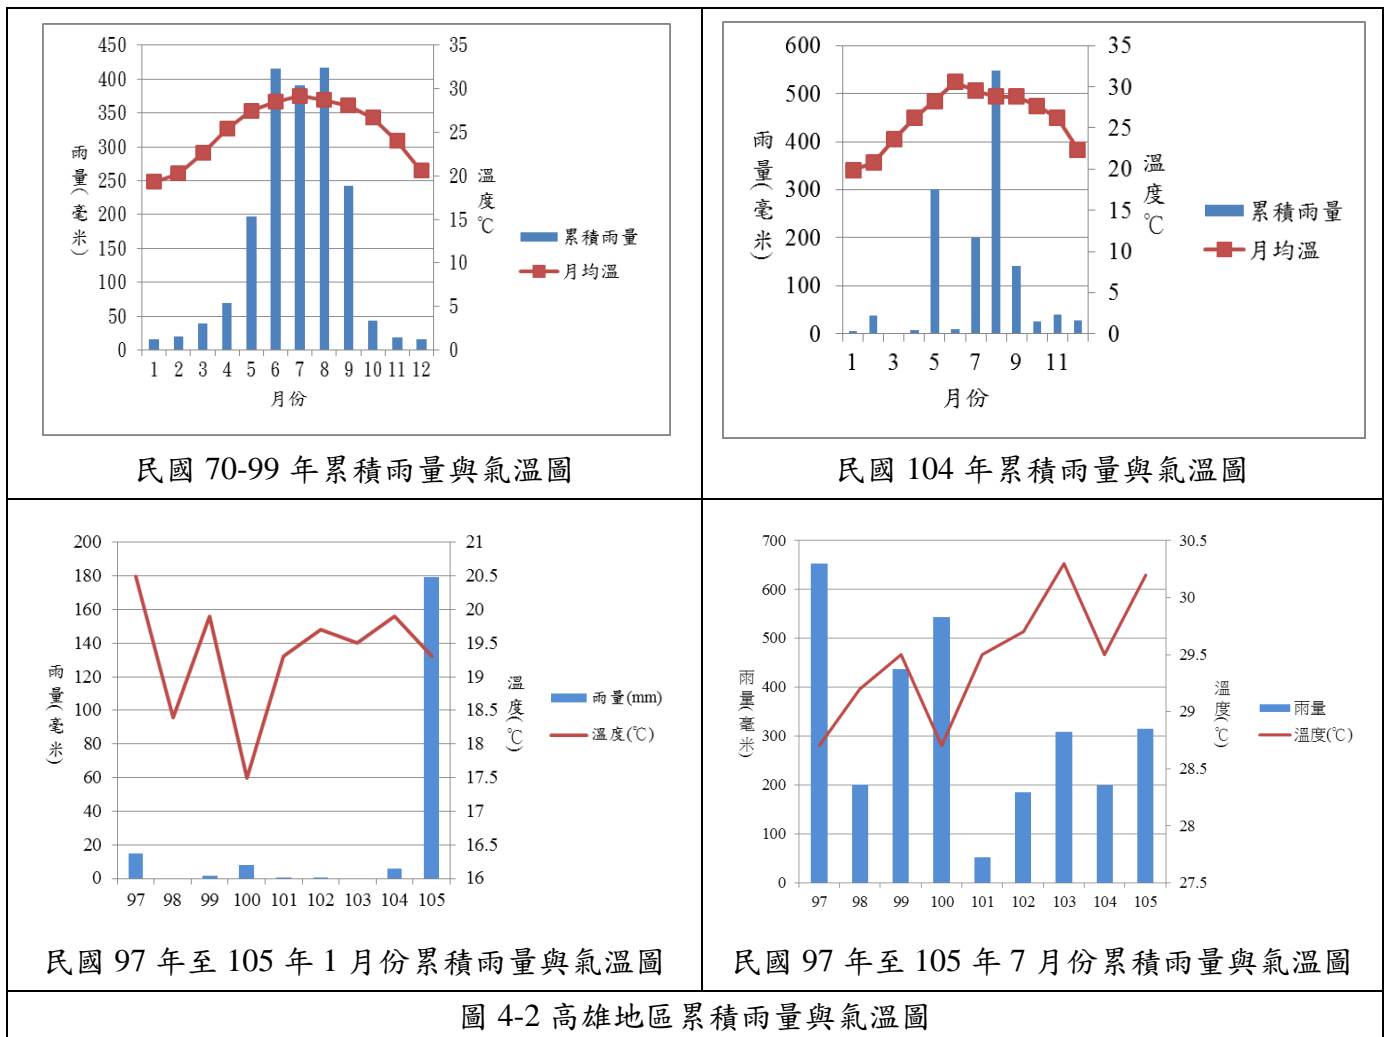 450
400
350
300
250
200
150
100
50
0
雨量(毫米)
35
30
25
20
15
10
5
0
溫度℃
1 2 3 4 5 6 7 8 9 10 11 12
月份
累積雨量
月均溫
民國 70-99 年累積雨量與氣溫圖
600
500
400
300
200
100
0
雨量(毫米)
35
30
25
20
15
10
5
0
溫度℃
1 3 5 7 9 11
月份
累積雨量
月均溫
民國 104 年累積雨量與氣溫圖
200
180
160
140
120
100
80
60
40
20
0
雨量(毫米)
21
20.5
20
19.5
19
18.5
18
17.5
17
16.5
16
溫度(℃)
97 98 99 100 101 102 103 104 105
雨量(mm)
溫度(℃)
民國 97 年至 105 年 1 月份累積雨量與氣溫圖
700
600
500
400
300
200
100
0
雨量(毫米)
30.5
30
29.5
29
28.5
28
27.5
溫度(℃)
97 98 99 100 101 102 103 104 105
雨量
溫度(℃)
民國 97 年至 105 年 7 月份累積雨量與氣溫圖
圖 4-2 高雄地區累積雨量與氣溫圖